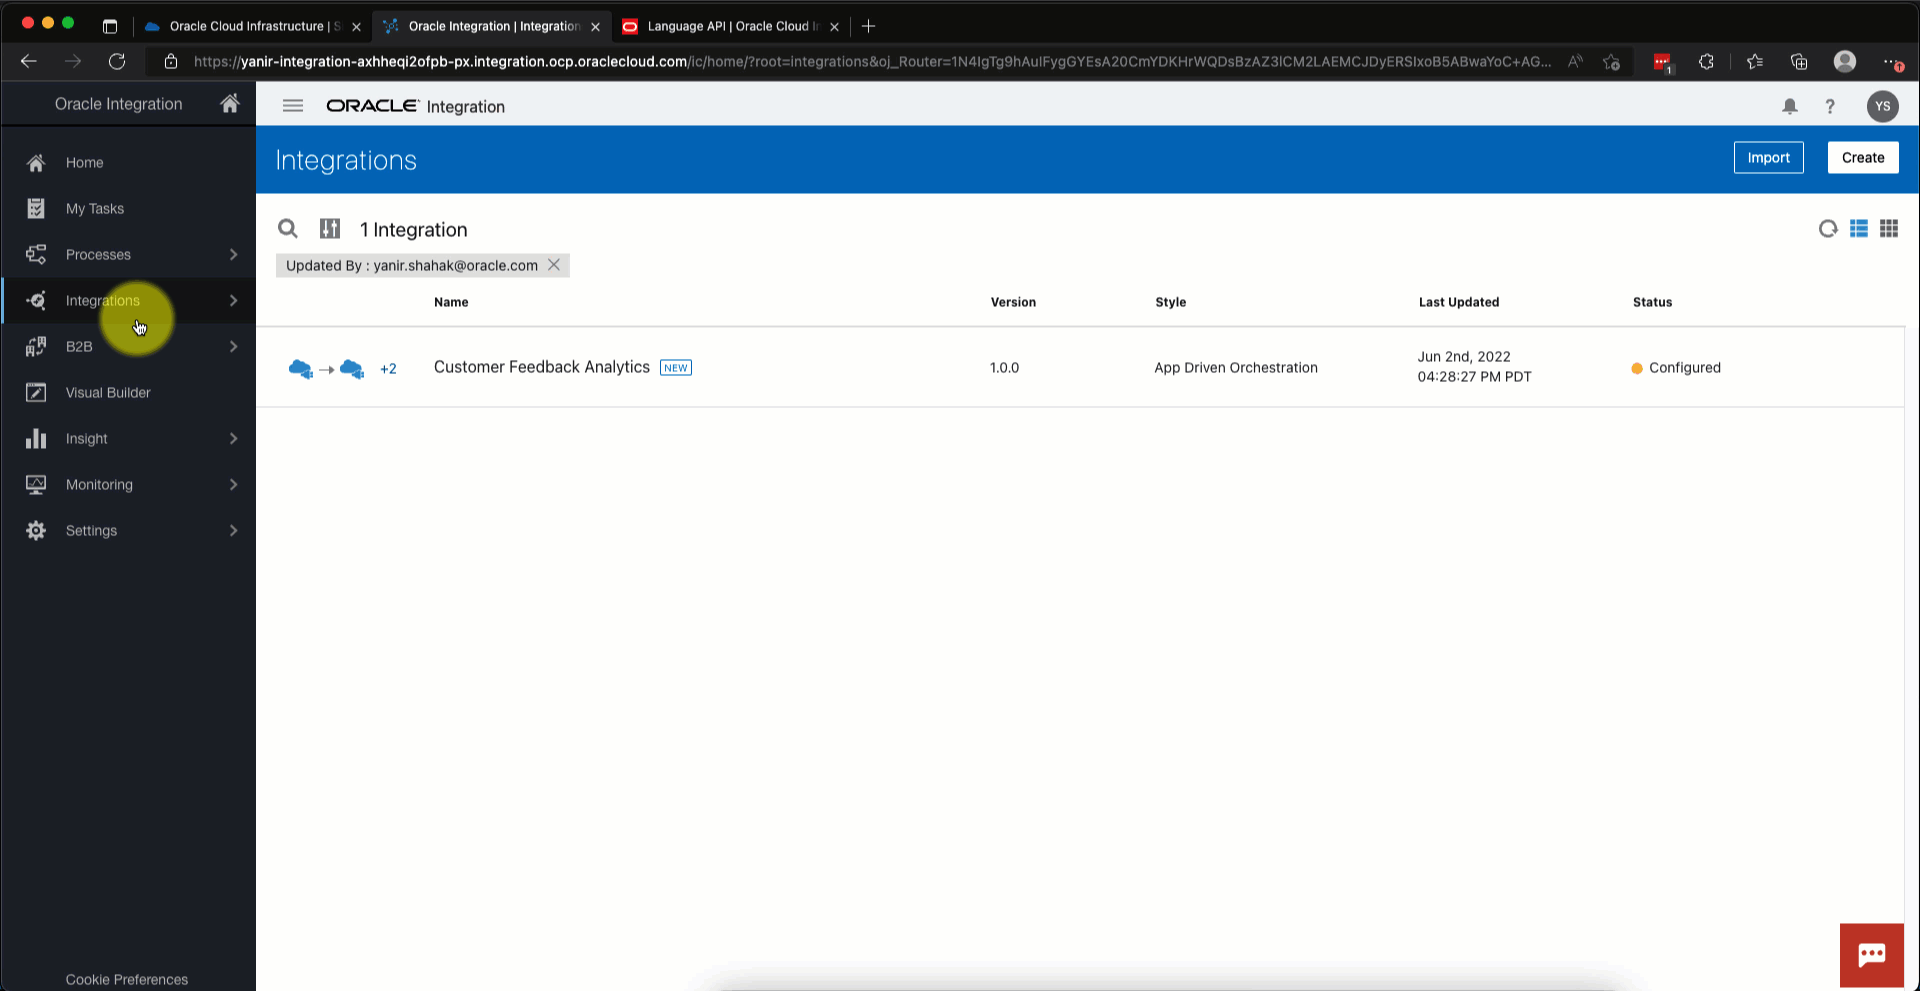 Oracle Cloud Infrastructure | S
Oracle Integration | Integration
Language API | Oracle Cloud In
https://yanir-integration-axhheqi2ofpb-px.integration.ocp.oraclecloud.com/ic/home/?root=integrations&oj_Router=1N4IgTg9hAuIFygGYEsA20CmYDKHrWQDsBzAZ3ICM2LAEMCJDyERSIxoB5ABwaYoC+AG...
1
Oracle Integration
ORACLE Integration
? YS
Integrations
Import
Create
Home
My Tasks
Processes
Integrations
B2B
Visual Builder
Insight
Monitoring
Settings
Cookie Preferences
1 Integration
Updated By : yanir.shahak@oracle.com
Name Version Style Last Updated Status
+2 Customer Feedback Analytics NEW 1.0.0 App Driven Orchestration Jun 2nd, 2022 Configured
04:28:27 PM PDT